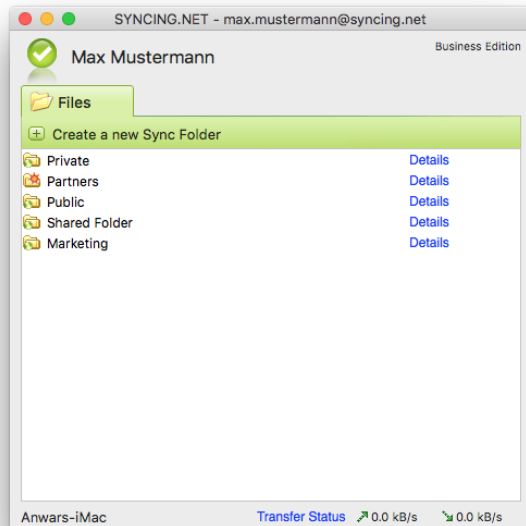 SYNCING.NET - max.mustermann@syncing.net
Business Edition
Max Mustermann
Files
Create a new Sync Folder
Private Details
Partners Details
Public Details
Shared Folder Details
Marketing Details
Anwars-iMac Transfer Status 0.0 kB/s 0.0 kB/s